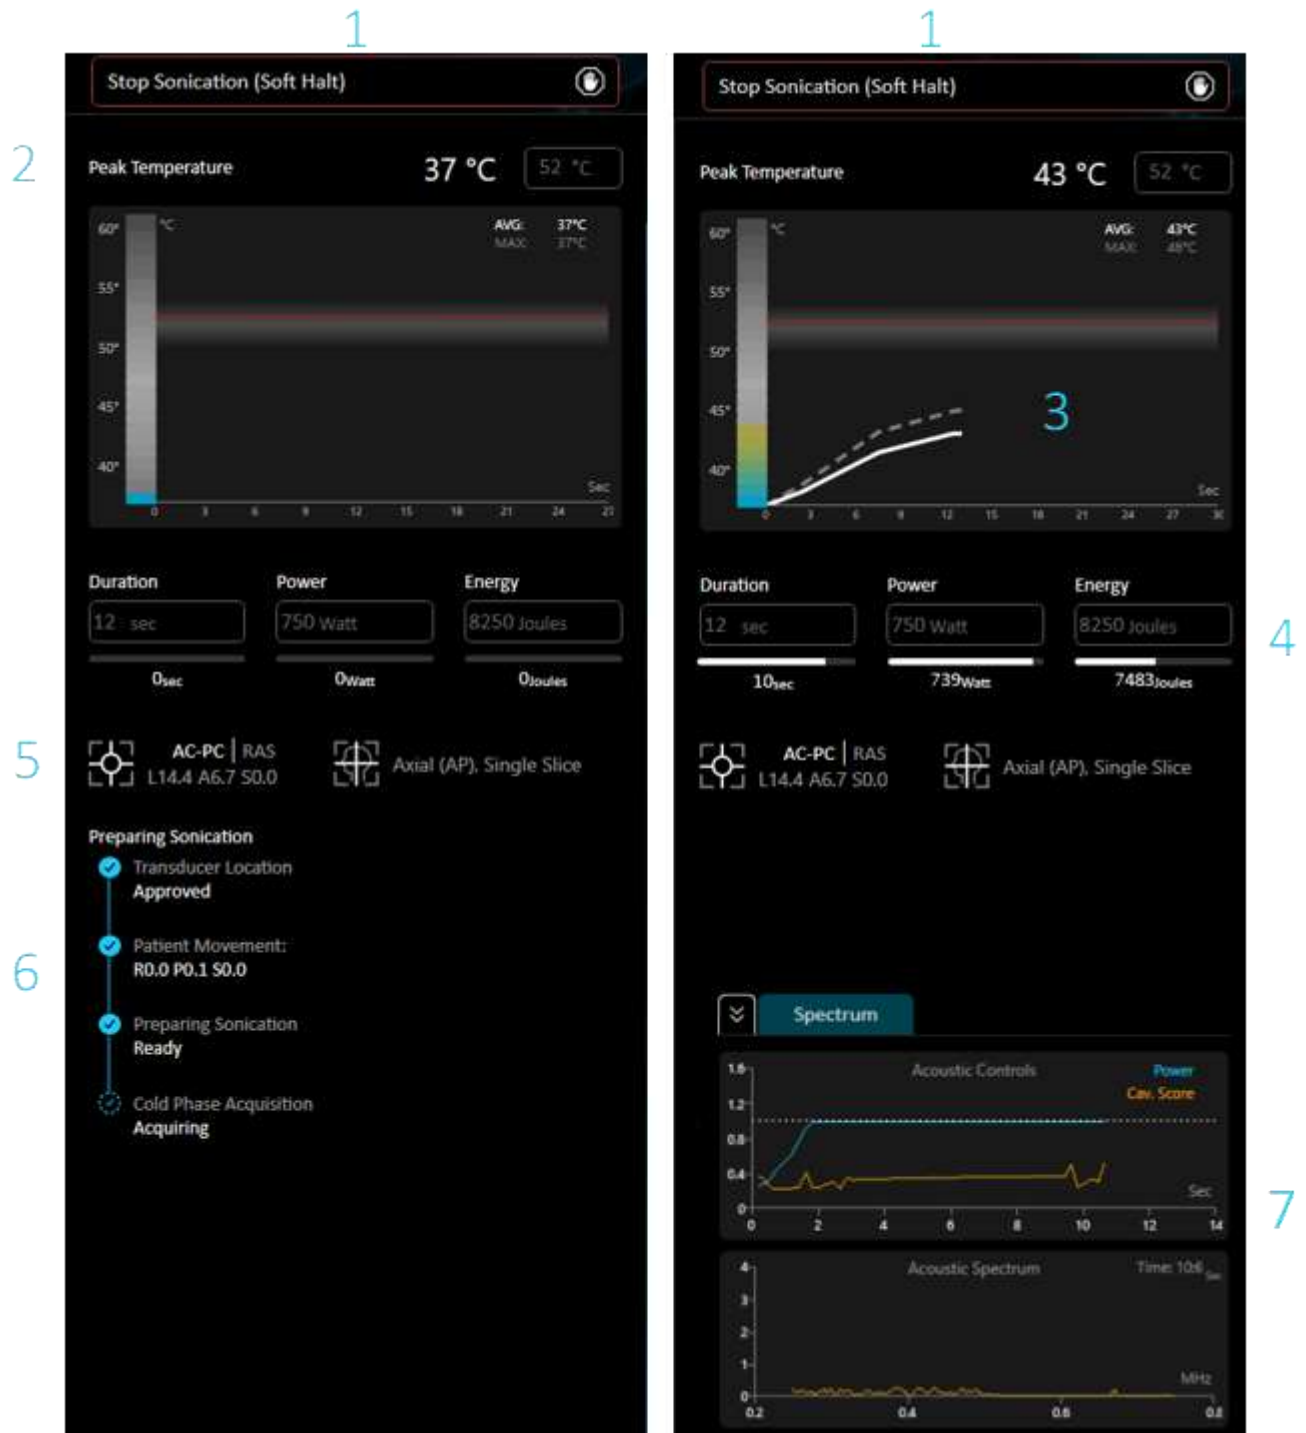 1
Stop Sonication (Soft Halt)
2
Peak Temperature 37 °C 52 °C
°C
AVG: 37°C
MAX: 37°C
60°
55°
50°
45°
40°
Sec
0 3 6 9 12 15 18 21 24 27
Duration Power Energy
12 sec 750 Watt 8250 Joules
0sec 0Watt 0Joules
5
AC-PC | RAS
L14.4 A6.7 S0.0
Axial (AP), Single Slice
Preparing Sonication
Transducer Location
Approved
6
Patient Movement:
R0.0 P0.1 S0.0
Preparing Sonication
Ready
Cold Phase Acquisition
Acquiring
1
Stop Sonication (Soft Halt)
Peak Temperature 43 °C 52 °C
°C
AVG: 43°C
MAX: 48°C
60°
55°
50°
45°
40°
3
Sec
0 3 6 9 12 15 18 21 24 27 30
Duration Power Energy
12 sec 750 Watt 8250 Joules
4
10sec 739Watt 7483Joules
AC-PC | RAS
L14.4 A6.7 S0.0
Axial (AP), Single Slice
Spectrum
Acoustic Controls
Power
Cav. Score
1.6
1.2
0.8
0.4
0
Sec
0 2 4 6 8 10 12 14
7
Acoustic Spectrum
Time: 10.6 Sec
4
3
2
1
0
MHz
0.2 0.4 0.6 0.8